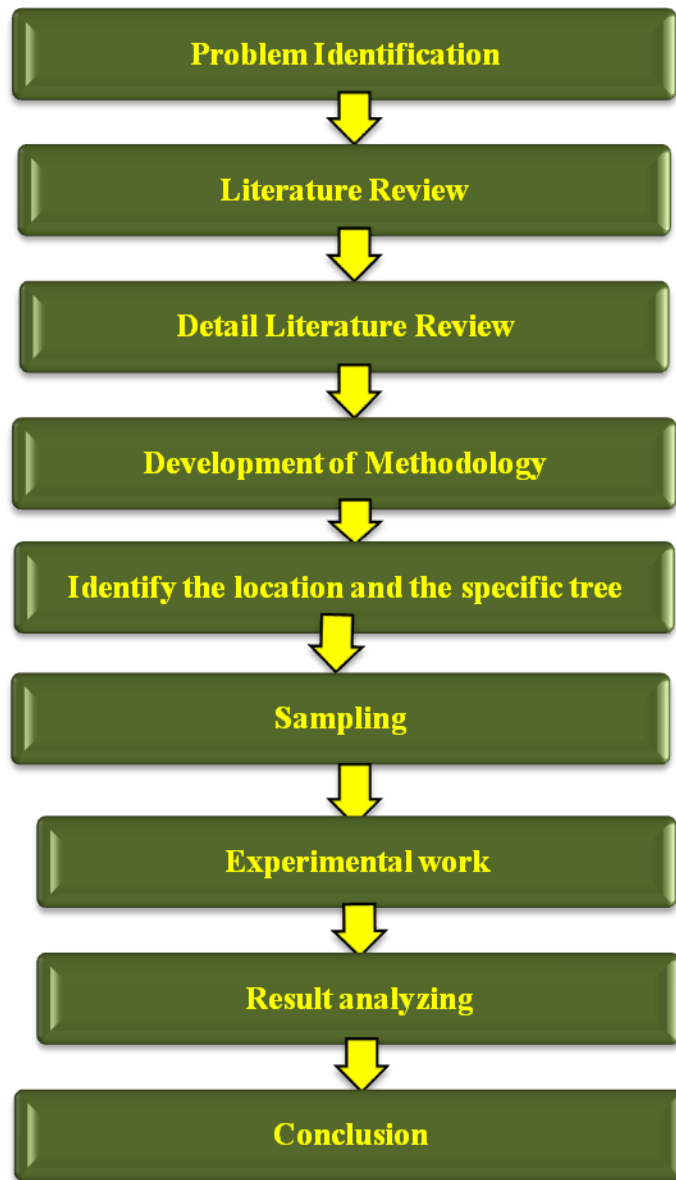 Problem Identification
Literature Review
Detail Literature Review
Development of Methodology
Identify the location and the specific tree
Sampling
Experimental work
Result analyzing
Conclusion